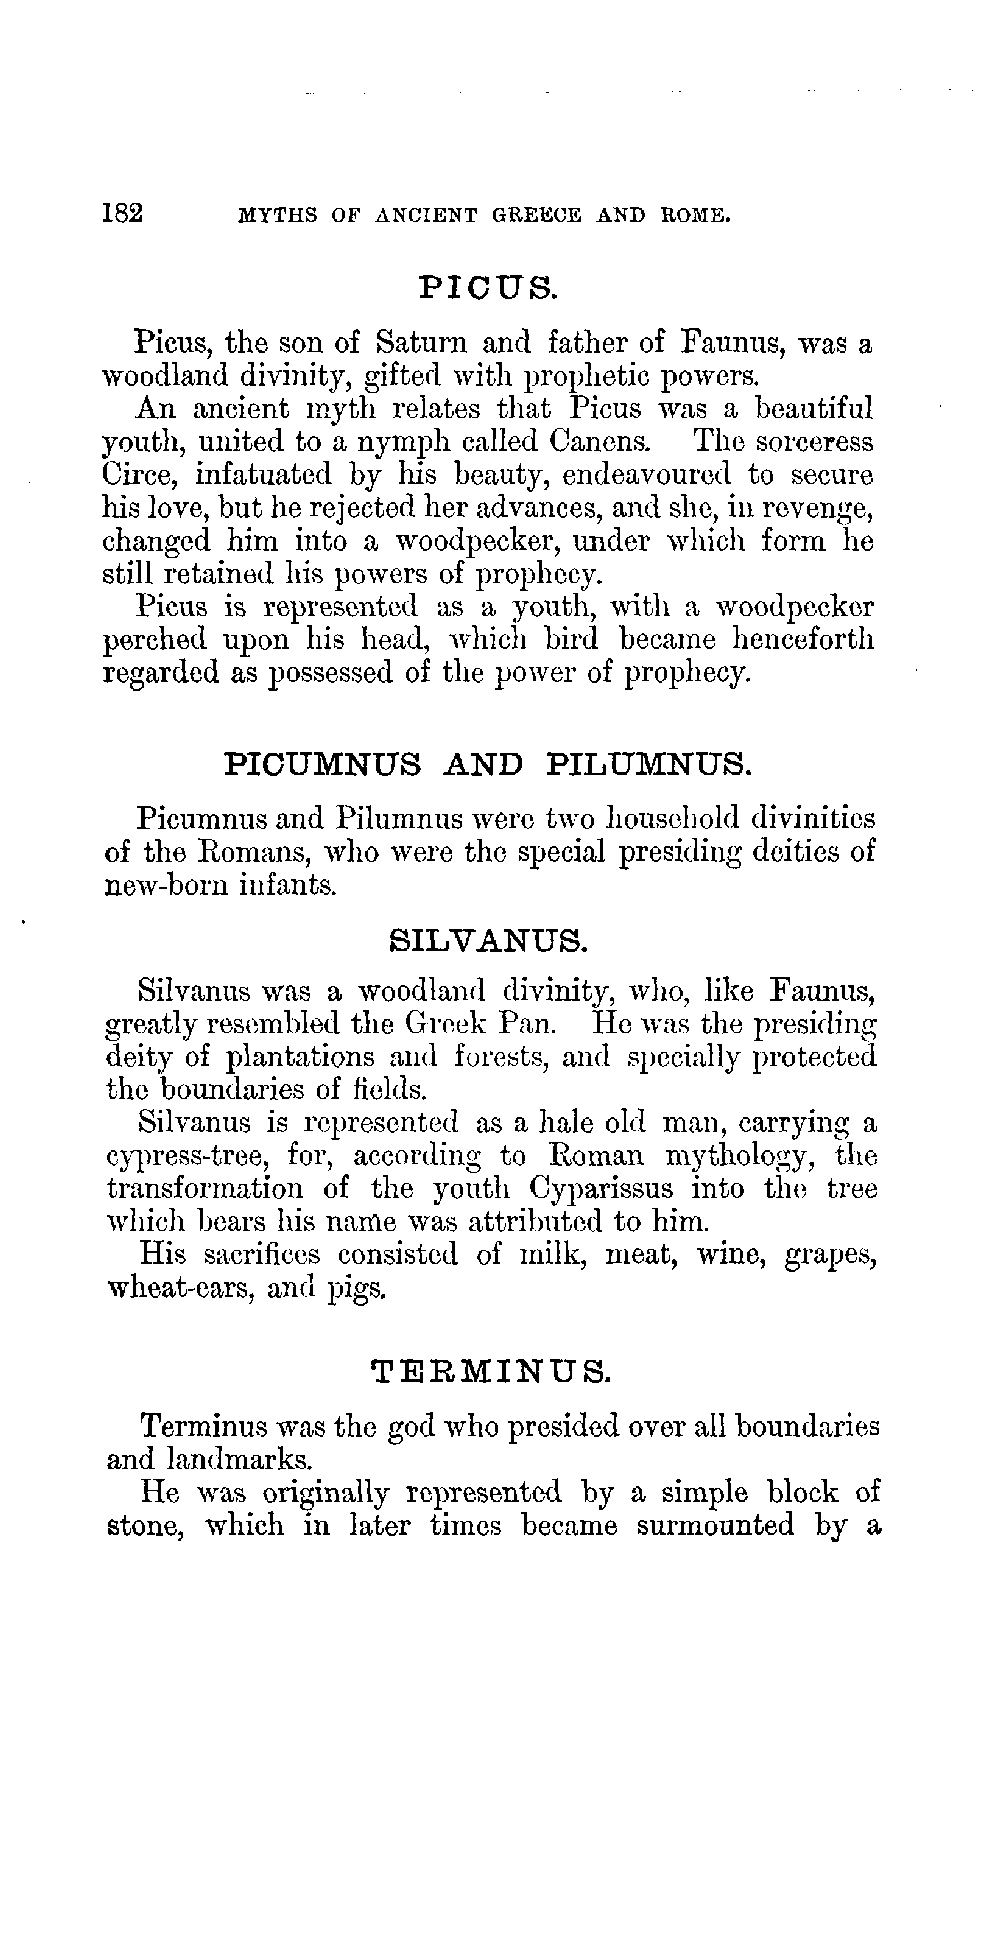 182 MYTHS OF ANCIENT GREECE AND ROME.
PICUS.
Picus, the son of Saturn and father of Faunus, was a
woodland divinity, gifted with prophetic powers.
An ancient myth relates that Picus was a beautiful
youth, united to a nymph called Canens. The sorceress
Circe, infatuated by his beauty, endeavoured to secure
his love, but he rejected her advances, and she, in revenge,
changed him into a woodpecker, under which form he
still retained his powers of prophecy.
Picus is represented as a youth, with a woodpecker
perched upon his head, which bird became henceforth
regarded as possessed of the power of prophecy.
PICUMNUS AND PILUMNUS.
Picumnus and Pilumnus were two household divinities
of the Romans, who were the special presiding deities of
new-born infants.
SILVANUS.
Silvanus was a woodland divinity, who, like Faunus,
greatly resembled the Greek Pan. He was the presiding
deity of plantations and forests, and specially protected
the boundaries of fields.
Silvanus is represented as a hale old man, carrying a
cypress-tree, for, according to Roman mythology, the
transformation of the youth Cyparissus into the tree
which bears his name was attributed to him.
His sacrifices consisted of milk, meat, wine, grapes,
wheat-ears, and pigs.
TERMINUS.
Terminus was the god who presided over all boundaries
and landmarks.
He was originally represented by a simple block of
stone, which in later times became surmounted by a